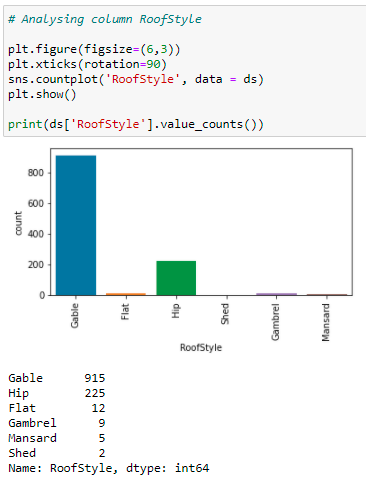 # Analysing column RoofStyle
plt.figure(figsize=(6,3))
plt.xticks(rotation=90)
sns.countplot('RoofStyle', data = ds)
plt.show()
print(ds['RoofStyle'].value_counts())
800
600
400
200
0
count
Gable
Flat
Hip
Shed
Gambrel
Mansard
RoofStyle
Gable 915
Hip 225
Flat 12
Gambrel 9
Mansard 5
Shed 2
Name: RoofStyle, dtype: int64